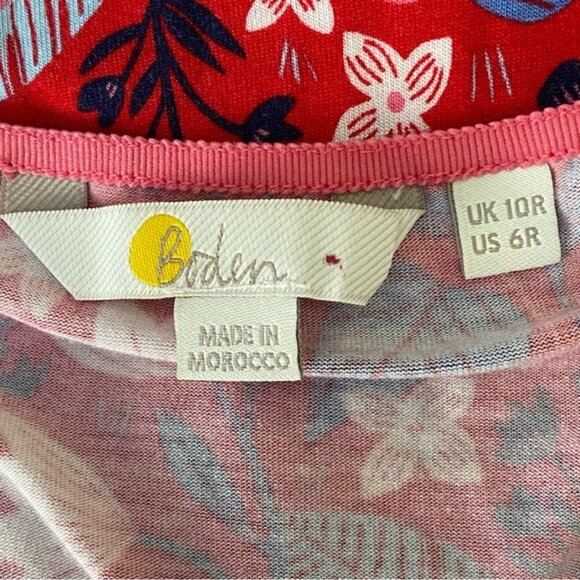 Boden
UK 10R
US 6R
MADE IN
MOROCCO